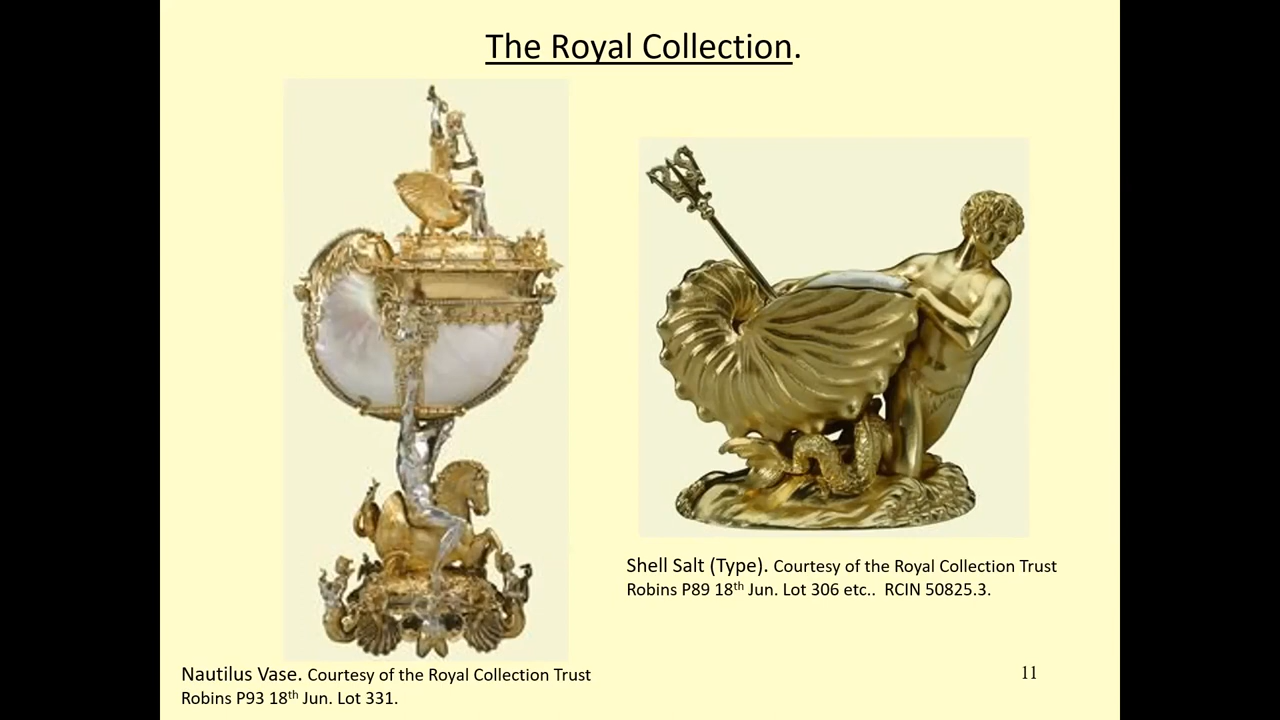 The Royal Collection.
Shell Salt (Type). Courtesy of the Royal Collection Trust
Robins P89 18th Jun. Lot 306 etc.. RCIN 50825.3.
Nautilus Vase. Courtesy of the Royal Collection Trust
Robins P93 18th Jun. Lot 331.
11